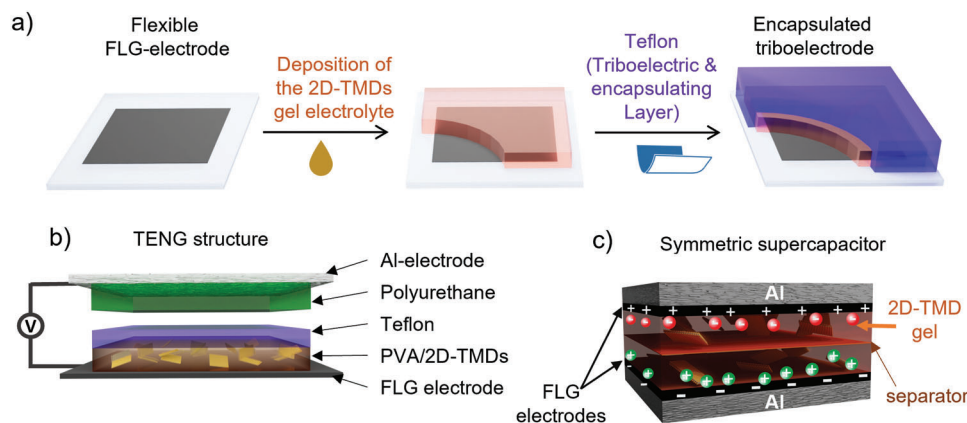 a)
Flexible
FLG-electrode
Deposition of
the 2D-TMDs
gel electrolyte
Teflon
(Triboelectric &
encapsulating
Layer)
Encapsulated
triboelectrode
b)
TENG structure
V
Al-electrode
Polyurethane
Teflon
PVA/2D-TMDs
FLG electrode
c)
Symmetric supercapacitor
Al
2D-TMD
gel
FLG
electrodes
separator
Al